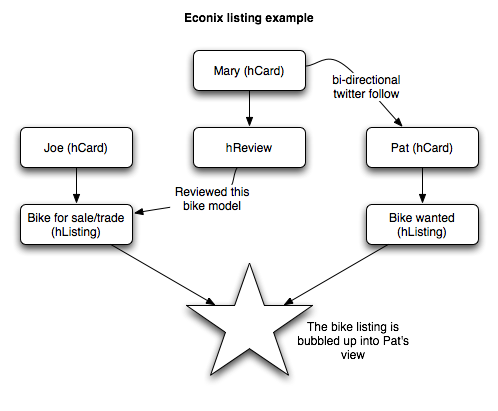 Econix listing example
Mary (hCard)
bi-directional
twitter follow
Joe (hCard)
hReview
Pat (hCard)
Reviewed this
bike model
Bike for sale/trade
(hListing)
Bike wanted
(hListing)
The bike listing is
bubbled up into Pat's
view